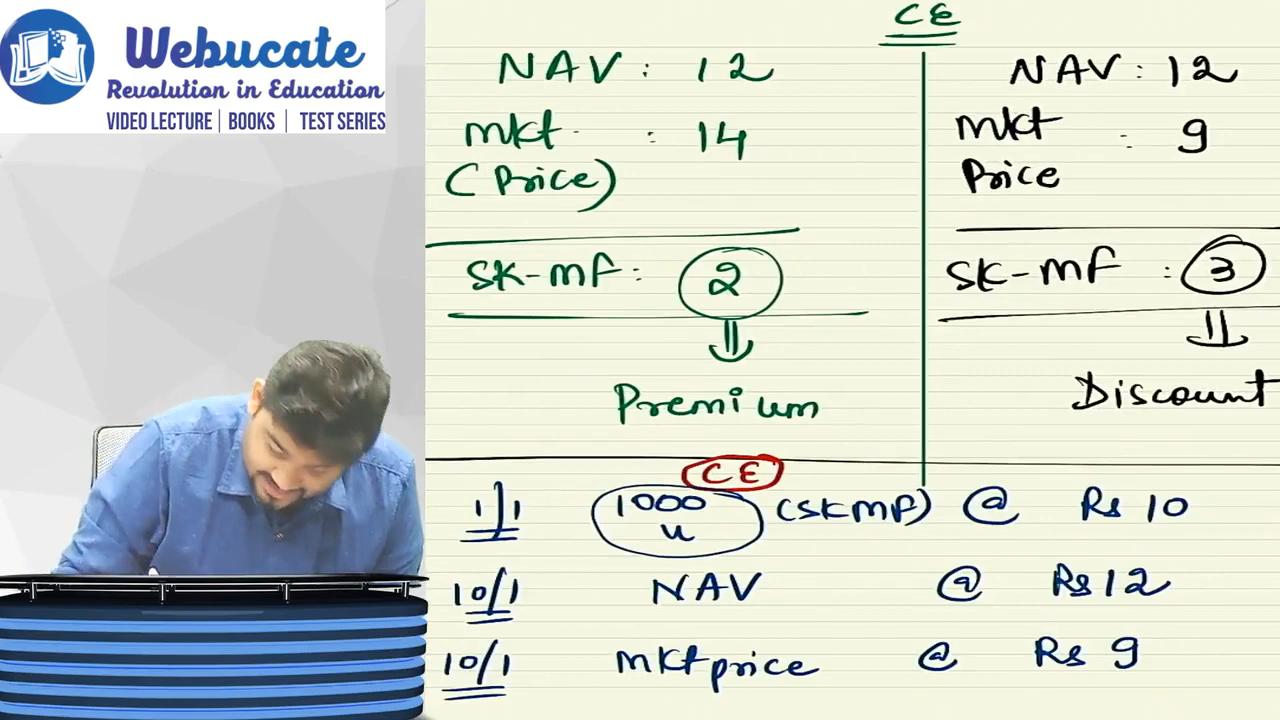 Webucate
Revolution in Education
VIDEO LECTURE | BOOKS | TEST SERIES
CE
NAV : 12
mkt : 14
(Price)
SK-MF: 2
Premium
NAV : 12
mkt : 9
Price
SK-MF : 3
Discount
CE
1/1 1000 u (SKMF) @ Rs 10
10/1 NAV @ Rs 12
10/1 mkt price @ Rs 9